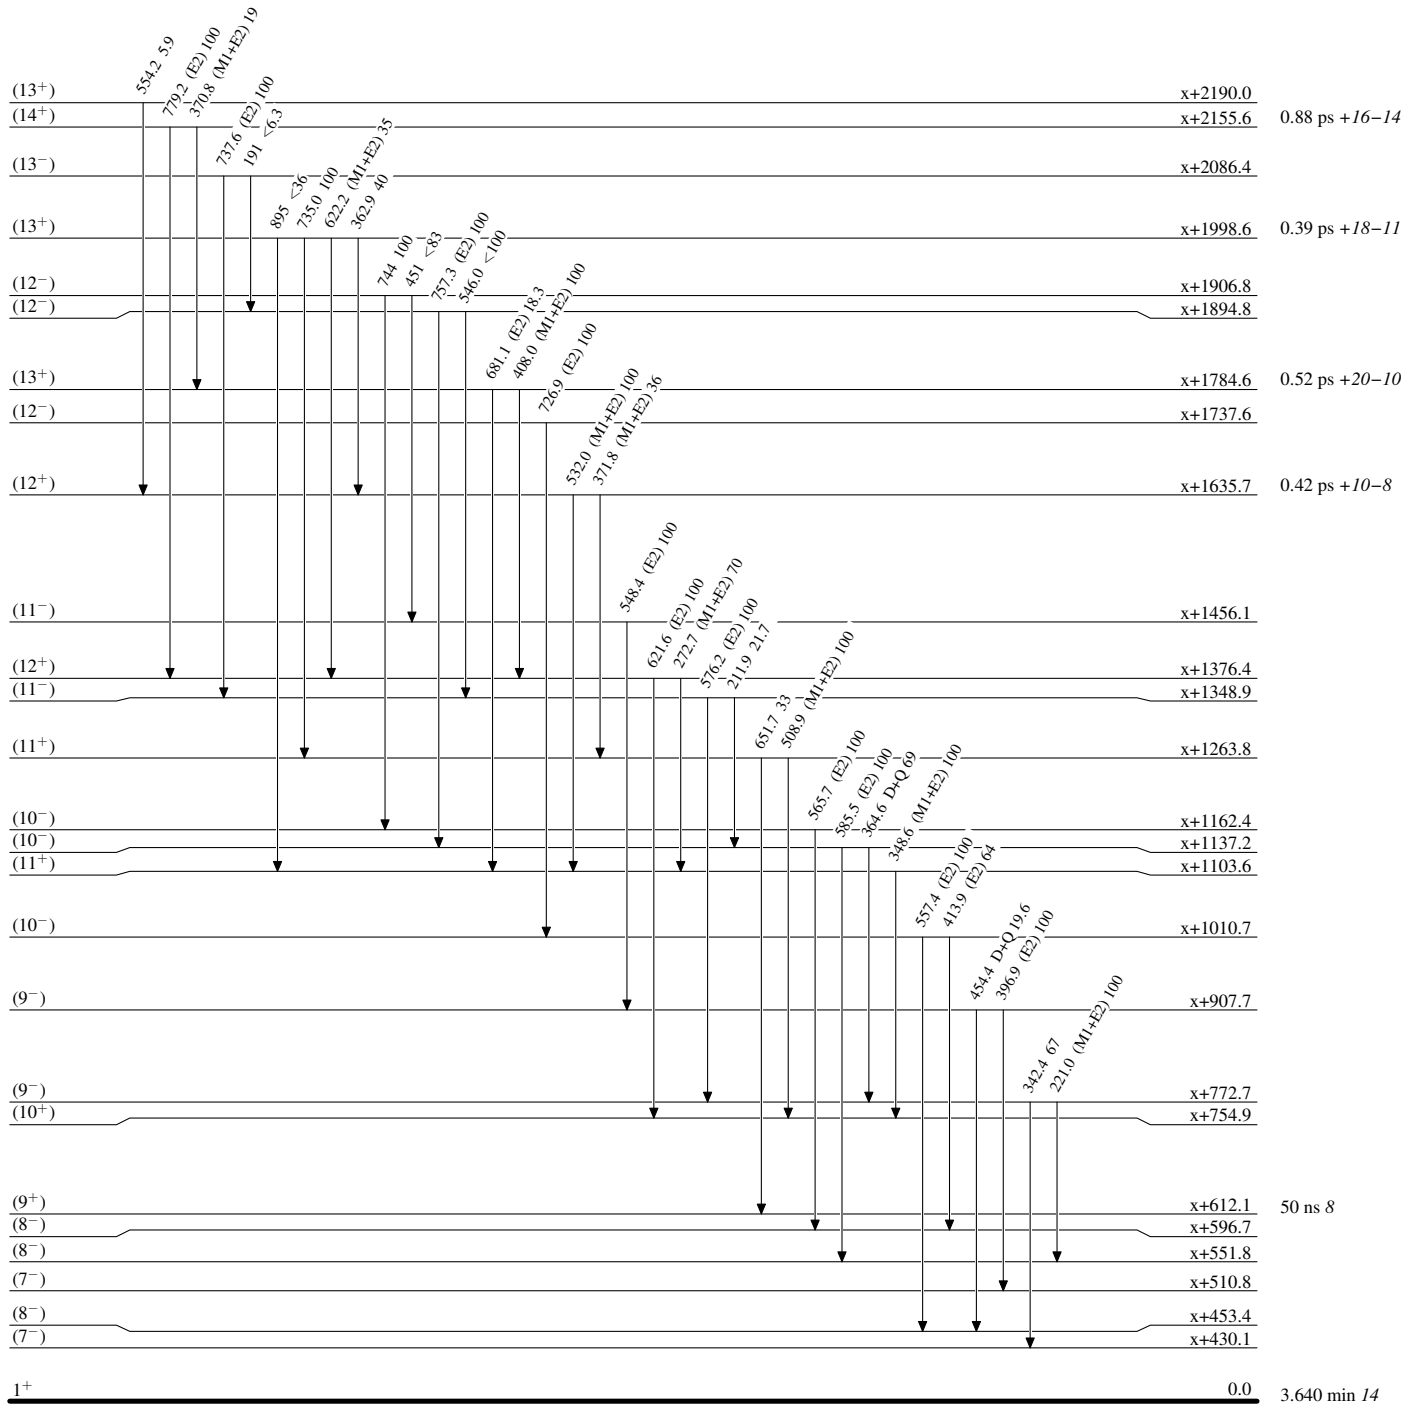 554.2 5.9
779.2 (E2) 100
370.8 (M1+E2) 19
737.6 (E2) 100
191 <6.3
895 <36
735.0 100
622.2 (M1+E2) 35
362.9 40
744 100
451 <83
757.3 (E2) 100
546.0 <100
681.1 (E2) 18.3
408.0 (M1+E2) 100
726.9 (E2) 100
532.0 (M1+E2) 100
371.8 (M1+E2) 36
548.4 (E2) 100
621.6 (E2) 100
272.7 (M1+E2) 70
576.2 (E2) 100
211.9 21.7
651.7 33
508.9 (M1+E2) 100
565.7 (E2) 100
585.5 (E2) 100
364.6 D+Q 69
348.6 (M1+E2) 100
557.4 (E2) 100
413.9 (E2) 64
454.4 D+Q 19.6
396.9 (E2) 100
342.4 67
221.0 (M1+E2) 100
(13+) x+2190.0
(14+) x+2155.6 0.88 ps +16−14
(13−) x+2086.4
(13+) x+1998.6 0.39 ps +18−11
(12−) x+1906.8
(12−) x+1894.8
(13+) x+1784.6 0.52 ps +20−10
(12−) x+1737.6
(12+) x+1635.7 0.42 ps +10−8
(11−) x+1456.1
(12+) x+1376.4
(11−) x+1348.9
(11+) x+1263.8
(10−) x+1162.4
(10−) x+1137.2
(11+) x+1103.6
(10−) x+1010.7
(9−) x+907.7
(9−) x+772.7
(10+) x+754.9
(9+) x+612.1 50 ns 8
(8−) x+596.7
(8−) x+551.8
(7−) x+510.8
(8−) x+453.4
(7−) x+430.1
1+ 0.0 3.640 min 14